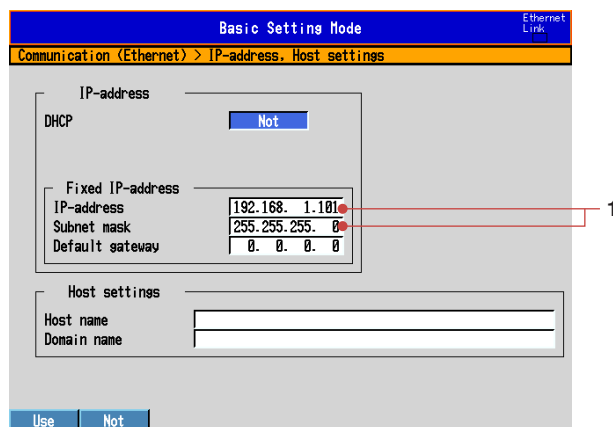 Basic Setting Mode
Ethernet
Link
Communication (Ethernet) > IP-address, Host settings
IP-address
DHCP Not
Fixed IP-address
IP-address 192.168. 1.101
Subnet mask 255.255.255. 0
Default gateway 0. 0. 0. 0
1
Host settings
Host name
Domain name
Use Not